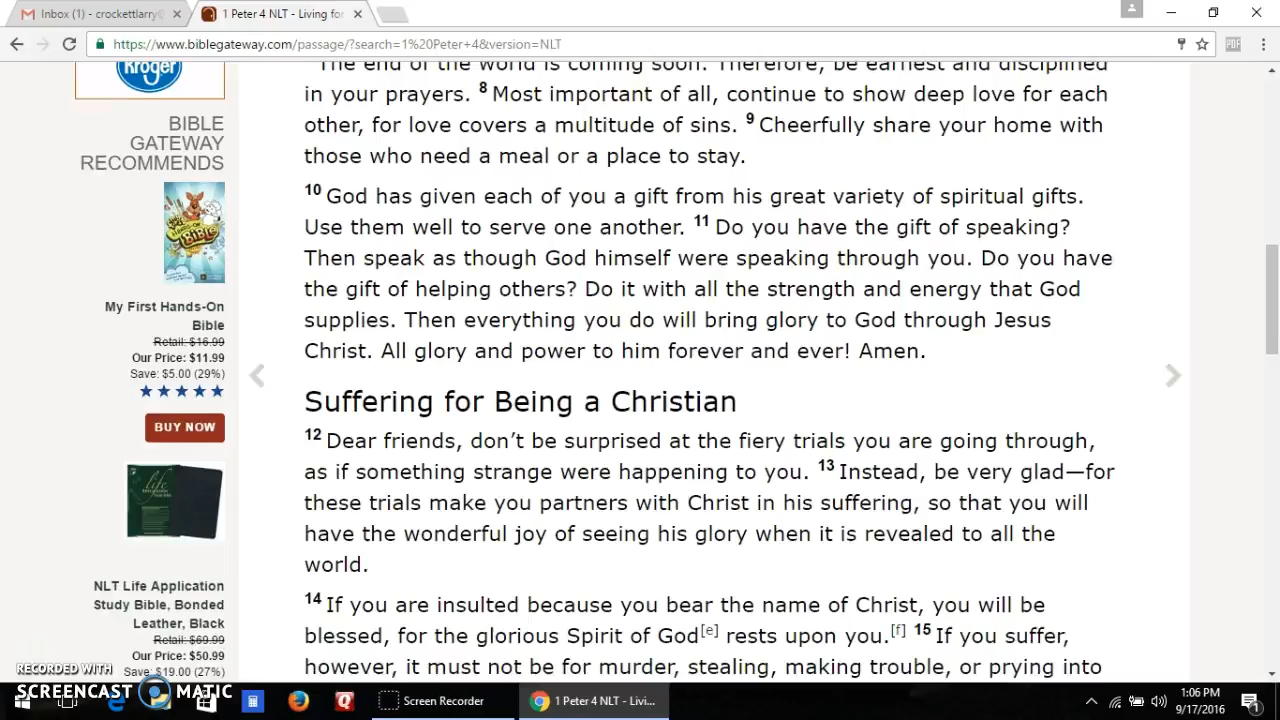 Inbox (1) - crockettlarry
1 Peter 4 NLT - Living for
https://www.biblegateway.com/passage/?search=1%20Peter+4&version=NLT
PDF
Kroger
BIBLE
GATEWAY
RECOMMENDS
My First Hands-On
Bible
Retail: $16.99
Our Price: $11.99
Save: $5.00 (29%)
BUY NOW
NLT Life Application
Study Bible, Bonded
Leather, Black
Retail: $69.99
Our Price: $50.99
Save: $19.00 (27%)
The end of the world is coming soon. Therefore, be earnest and disciplined
in your prayers. 8 Most important of all, continue to show deep love for each
other, for love covers a multitude of sins. 9 Cheerfully share your home with
those who need a meal or a place to stay.
10 God has given each of you a gift from his great variety of spiritual gifts.
Use them well to serve one another. 11 Do you have the gift of speaking?
Then speak as though God himself were speaking through you. Do you have
the gift of helping others? Do it with all the strength and energy that God
supplies. Then everything you do will bring glory to God through Jesus
Christ. All glory and power to him forever and ever! Amen.
Suffering for Being a Christian
12 Dear friends, don’t be surprised at the fiery trials you are going through,
as if something strange were happening to you. 13 Instead, be very glad—for
these trials make you partners with Christ in his suffering, so that you will
have the wonderful joy of seeing his glory when it is revealed to all the
world.
14 If you are insulted because you bear the name of Christ, you will be
blessed, for the glorious Spirit of God[e] rests upon you.[f] 15 If you suffer,
however, it must not be for murder, stealing, making trouble, or prying into
RECORDED WITH
SCREENCAST MATIC
Screen Recorder
1 Peter 4 NLT - Livi...
1:06 PM
9/17/2016
1